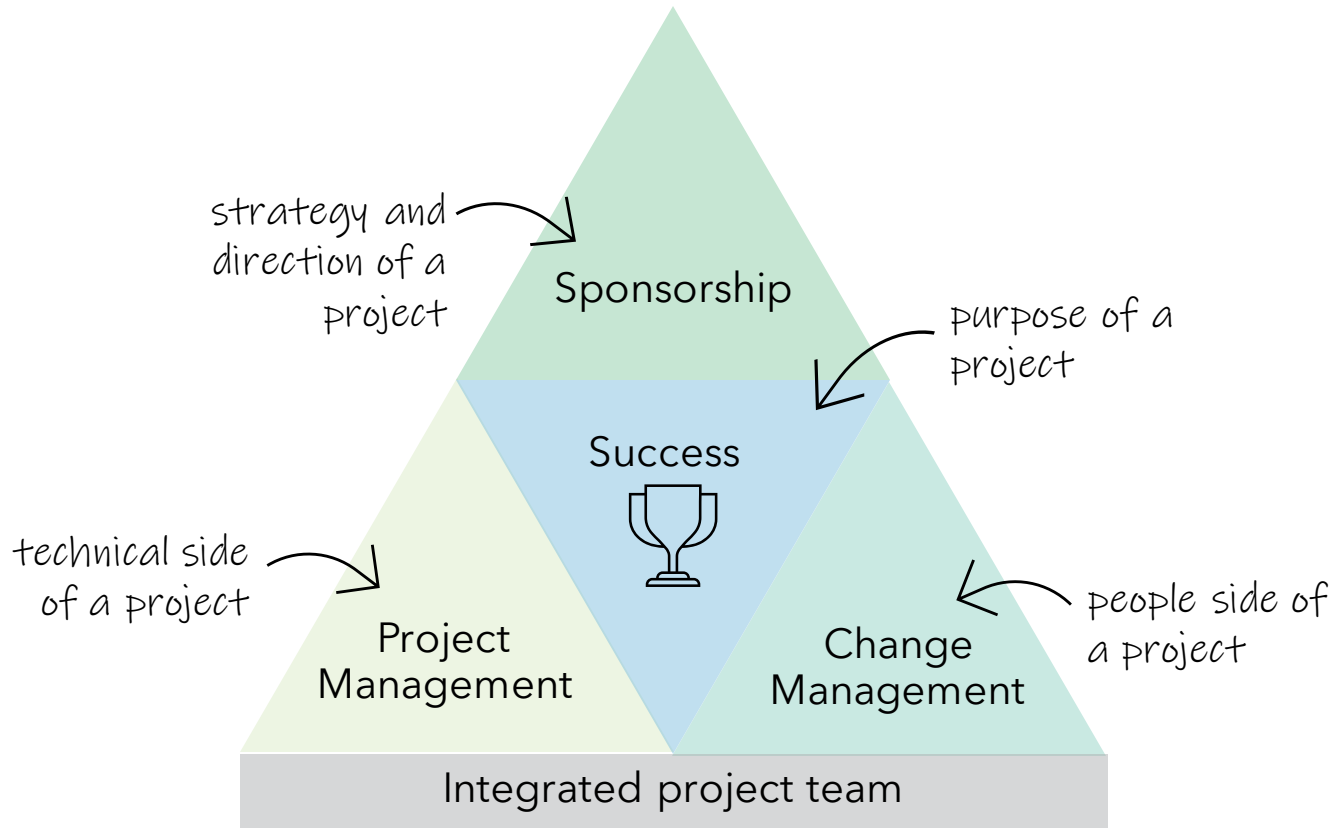 strategy and
direction of a
project
Sponsorship
purpose of a
project
Success
technical side
of a project
Project
Management
Change
Management
people side of
a project
Integrated project team